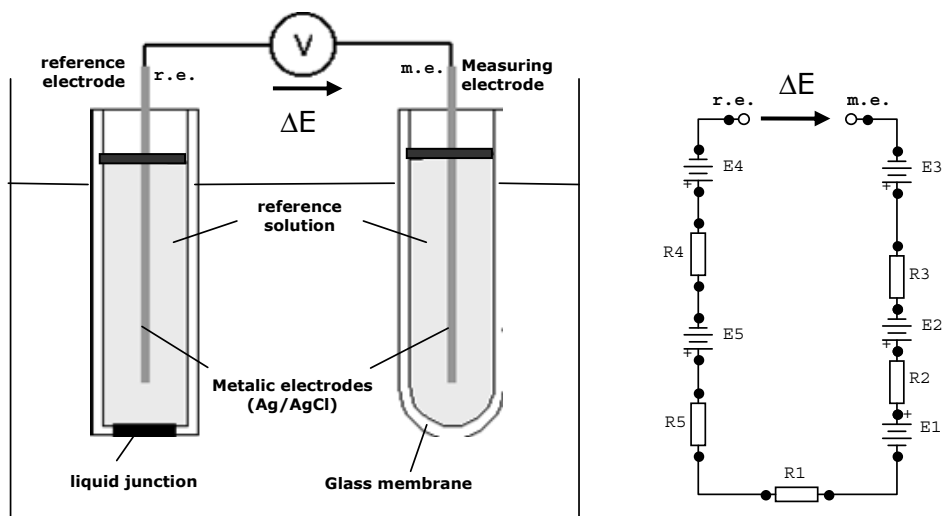 V
reference
electrode
r.e.
m.e.
Measuring
electrode
ΔE
reference
solution
Metalic electrodes
(Ag/AgCl)
liquid junction
Glass membrane
r.e.
ΔE
m.e.
E4
+
E3
+
R4
R3
E5
+
E2
+
R2
R5
+
E1
R1